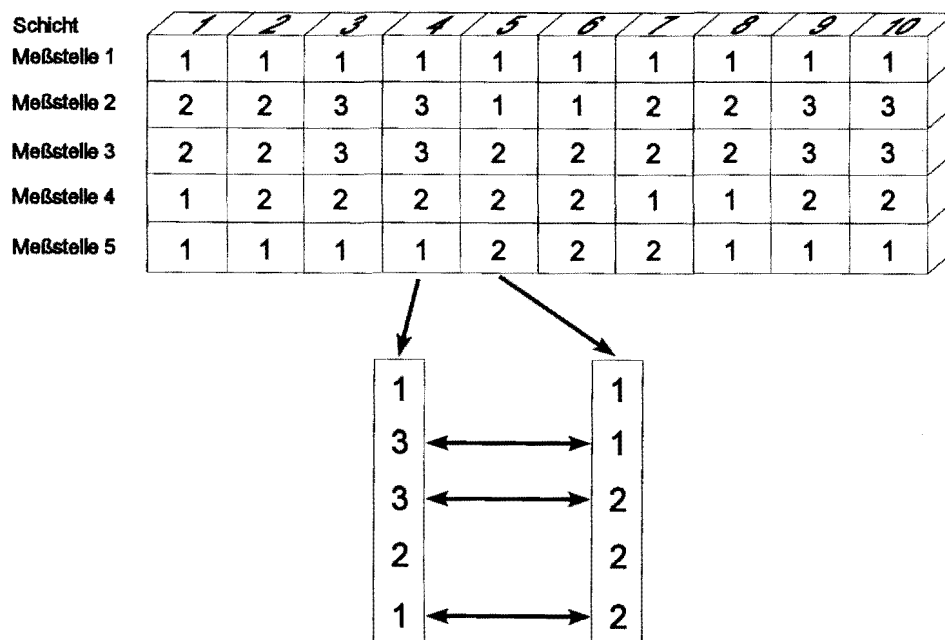 Schicht 1 2 3 4 5 6 7 8 9 10
Meßstelle 1 1 1 1 1 1 1 1 1 1 1
Meßstelle 2 2 2 3 3 1 1 2 2 3 3
Meßstelle 3 2 2 3 3 2 2 2 2 3 3
Meßstelle 4 1 2 2 2 2 2 1 1 2 2
Meßstelle 5 1 1 1 1 2 2 2 1 1 1
1 1
3 1
3 2
2 2
1 2